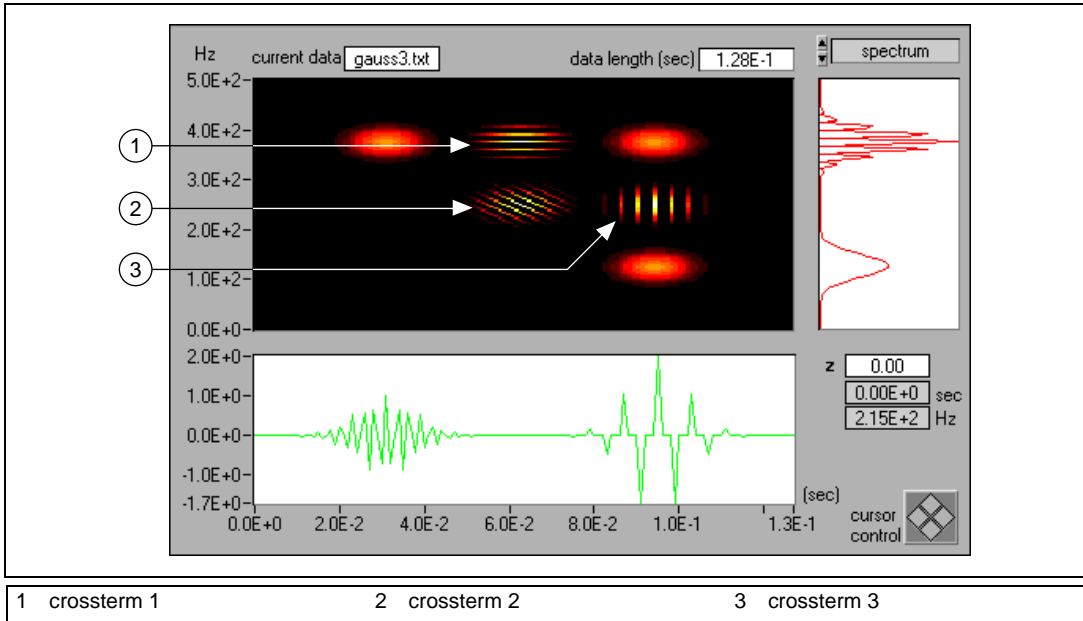 Hz current data gauss3.txt data length (sec) 1.28E-1 spectrum
5.0E+2
4.0E+2
1
3.0E+2
2
2.0E+2
3
1.0E+2
0.0E+0
2.0E+0
z 0.00
1.0E+0
0.00E+0 sec
2.15E+2 Hz
0.0E+0
-1.0E+0
-1.7E+0
(sec)
0.0E+0 2.0E-2 4.0E-2 6.0E-2 8.0E-2 1.0E-1 1.3E-1
cursor
control
1 crossterm 1 2 crossterm 2 3 crossterm 3